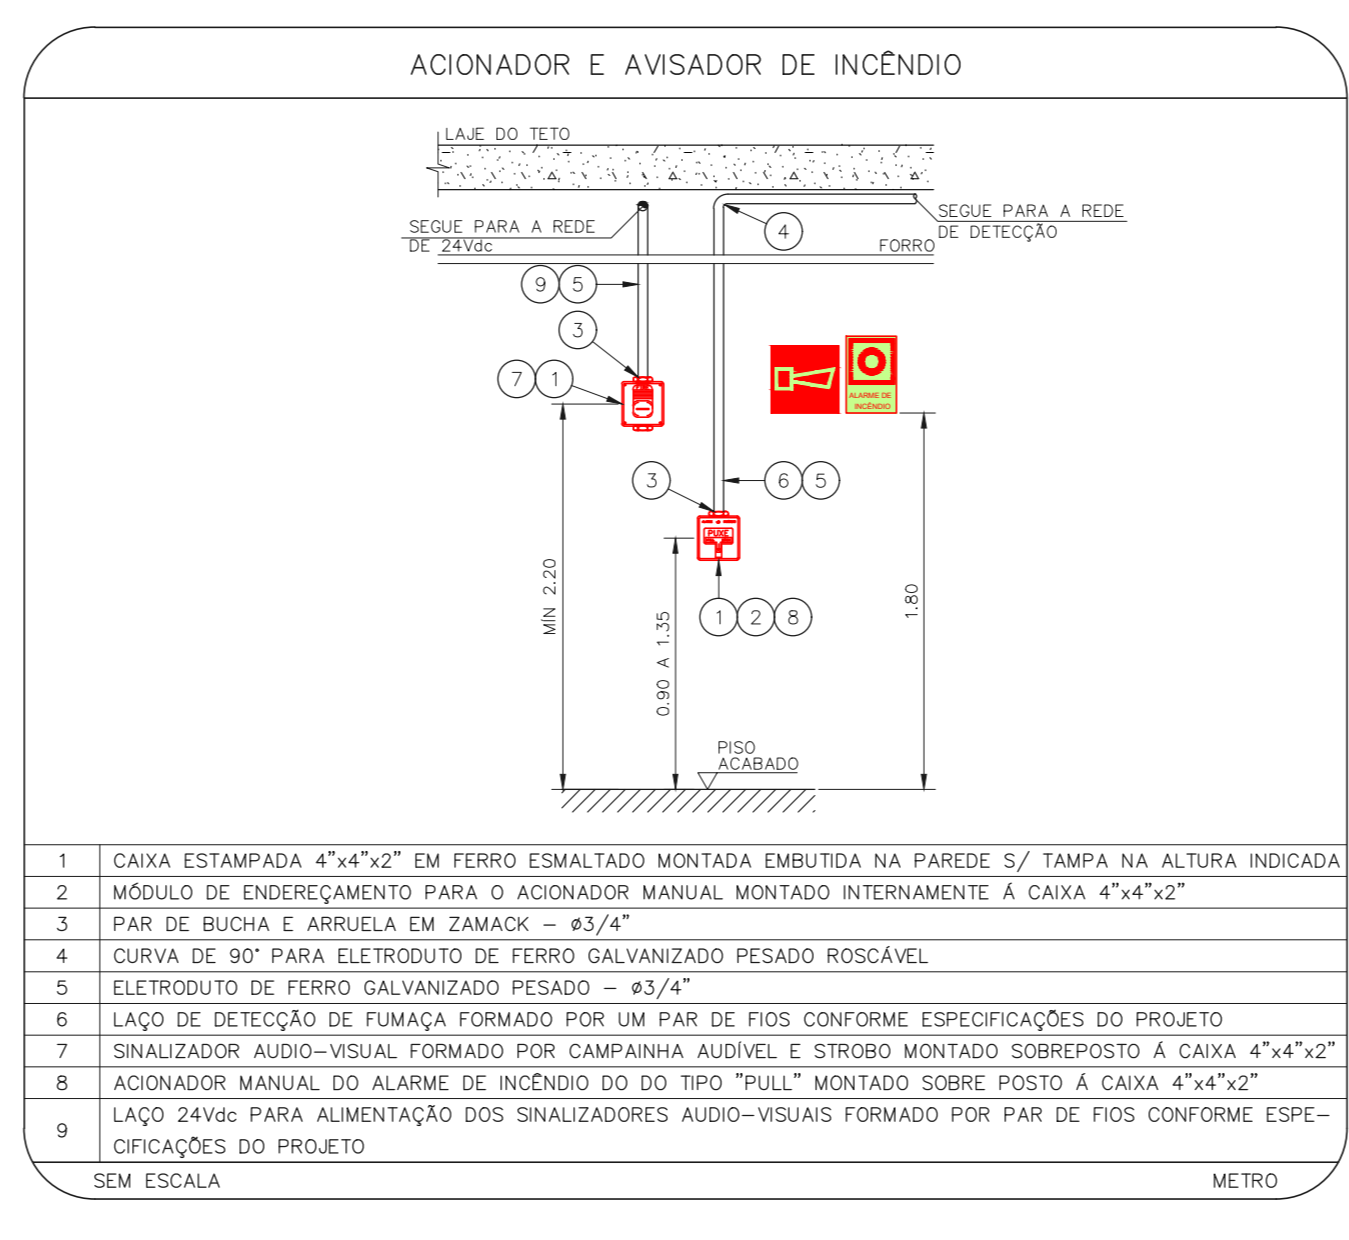 ACIONADOR E AVISADOR DE INCÊNDIO
LAJE DO TETO
SEGUE PARA A REDE
DE 24Vdc
SEGUE PARA A REDE
DE DETECÇÃO
4
FORRO
9 5
3
7 1
ALARME DE
INCÊNDIO
3
6 5
PUXE
1 2 8
MÍN 2.20
0.90 A 1.35
1.80
PISO
ACABADO
1 CAIXA ESTAMPADA 4"x4"x2" EM FERRO ESMALTADO MONTADA EMBUTIDA NA PAREDE S/ TAMPA NA ALTURA INDICADA
2 MÓDULO DE ENDEREÇAMENTO PARA O ACIONADOR MANUAL MONTADO INTERNAMENTE Á CAIXA 4"x4"x2"
3 PAR DE BUCHA E ARRUELA EM ZAMACK – ø3/4"
4 CURVA DE 90° PARA ELETRODUTO DE FERRO GALVANIZADO PESADO ROSCÁVEL
5 ELETRODUTO DE FERRO GALVANIZADO PESADO – ø3/4"
6 LAÇO DE DETECÇÃO DE FUMAÇA FORMADO POR UM PAR DE FIOS CONFORME ESPECIFICAÇÕES DO PROJETO
7 SINALIZADOR AUDIO–VISUAL FORMADO POR CAMPAINHA AUDÍVEL E STROBO MONTADO SOBREPOSTO Á CAIXA 4"x4"x2"
8 ACIONADOR MANUAL DO ALARME DE INCÊNDIO DO DO TIPO "PULL" MONTADO SOBRE POSTO Á CAIXA 4"x4"x2"
9 LAÇO 24Vdc PARA ALIMENTAÇÃO DOS SINALIZADORES AUDIO–VISUAIS FORMADO POR PAR DE FIOS CONFORME ESPE–
CIFICAÇÕES DO PROJETO
SEM ESCALA
METRO